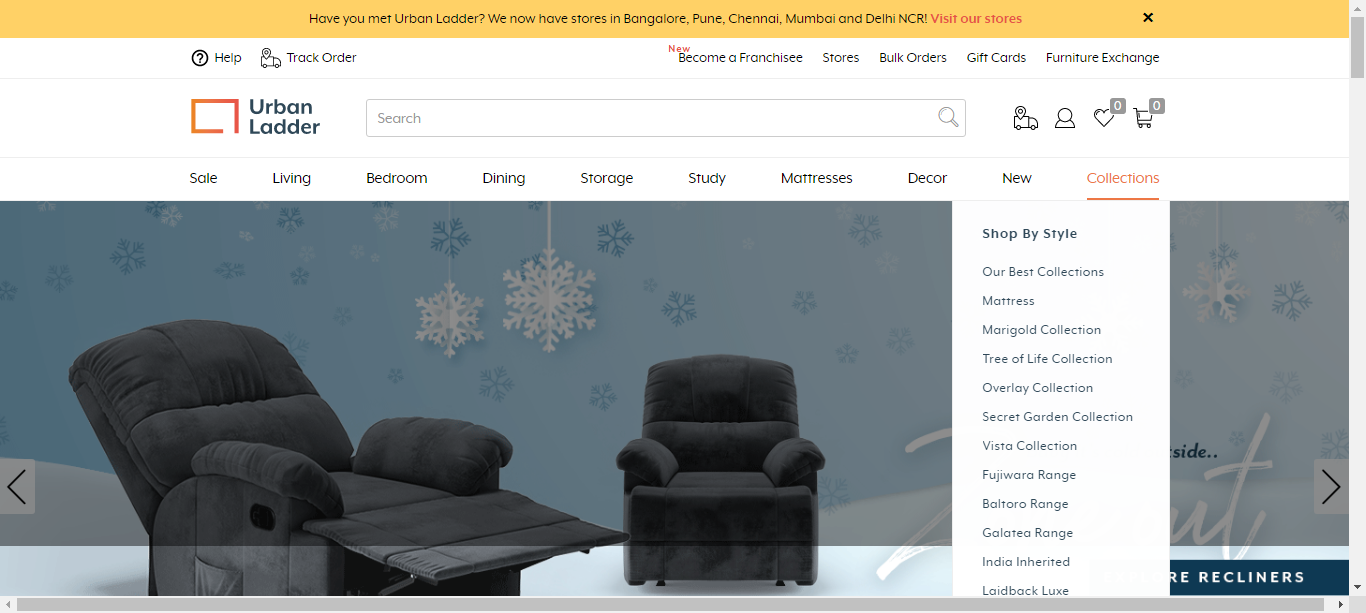 Have you met Urban Ladder? We now have stores in Bangalore, Pune, Chennai, Mumbai and Delhi NCR! Visit our stores
Help Track Order
New
Become a Franchisee Stores Bulk Orders Gift Cards Furniture Exchange
Urban
Ladder
Search
0 0
Sale Living Bedroom Dining Storage Study Mattresses Decor New Collections
Shop By Style
Our Best Collections
Mattress
Marigold Collection
Tree of Life Collection
Overlay Collection
Secret Garden Collection
Vista Collection
Fujiwara Range
Baltoro Range
Galatea Range
India Inherited
Laidback Luxe
RECLINERS